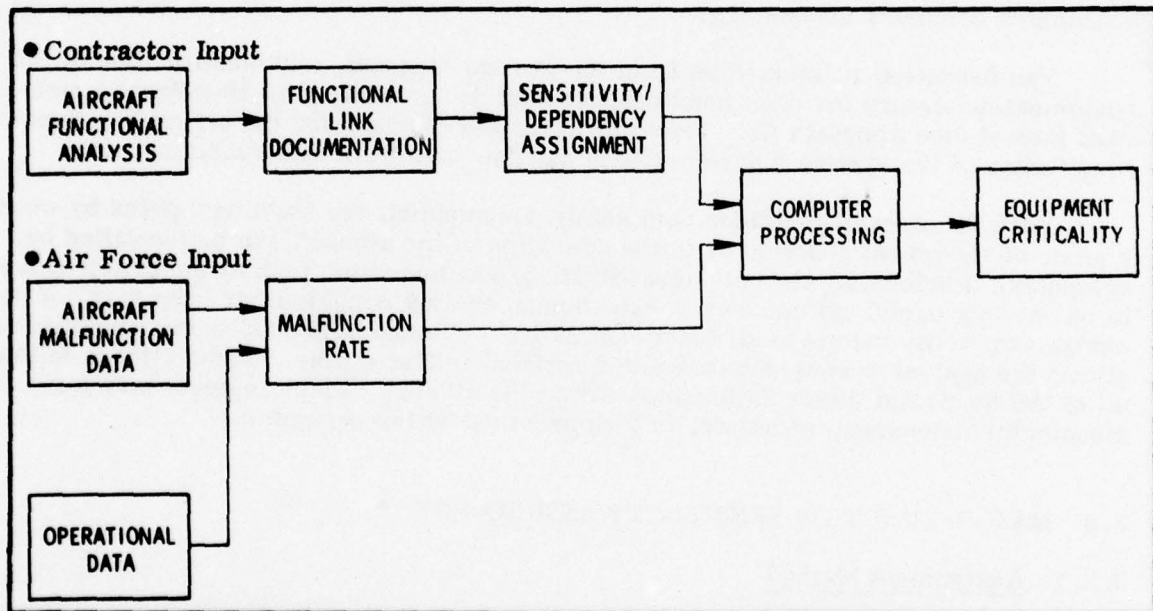 ●Contractor Input
AIRCRAFT
FUNCTIONAL
ANALYSIS
FUNCTIONAL
LINK
DOCUMENTATION
SENSITIVITY/
DEPENDENCY
ASSIGNMENT
COMPUTER
PROCESSING
EQUIPMENT
CRITICALITY
●Air Force Input
AIRCRAFT
MALFUNCTION
DATA
MALFUNCTION
RATE
OPERATIONAL
DATA